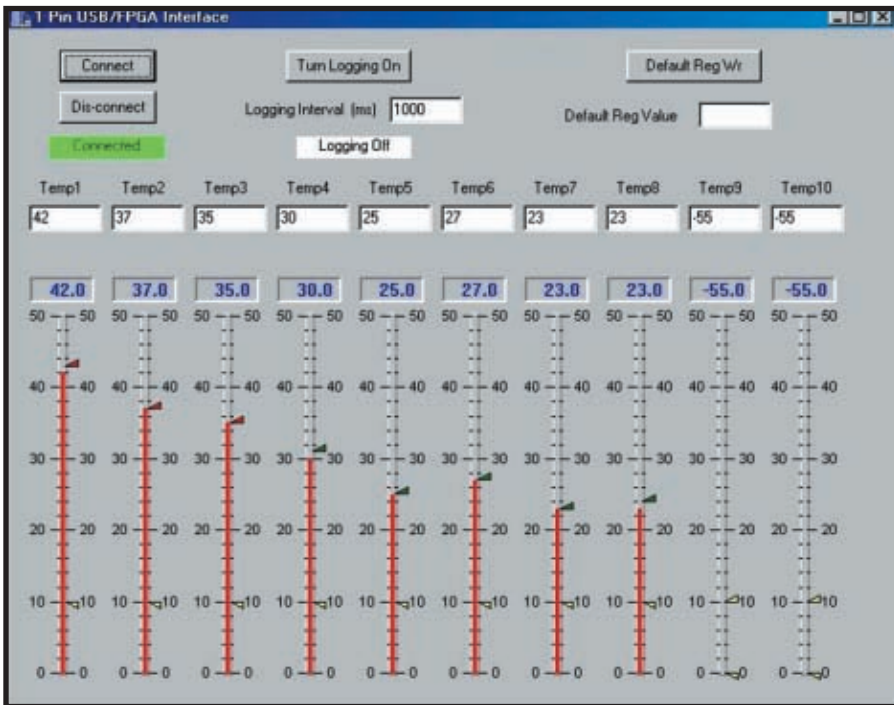 1 Pin USB/FPGA Interface
Connect Turn Logging On Default Reg Wr
Dis-connect Logging Interval (ms) 1000 Default Reg Value
Connected Logging Off
Temp1 Temp2 Temp3 Temp4 Temp5 Temp6 Temp7 Temp8 Temp9 Temp10
42 37 35 30 25 27 23 23 -55 -55
42.0 37.0 35.0 30.0 25.0 27.0 23.0 23.0 -55.0 -55.0
50 50 50 50 50 50 50 50 50 50 50 50 50 50 50 50 50 50 50 50
40 40 40 40 40 40 40 40 40 40 40 40 40 40 40 40 40 40 40 40
30 30 30 30 30 30 30 30 30 30 30 30 30 30 30 30 30 30 30 30
20 20 20 20 20 20 20 20 20 20 20 20 20 20 20 20 20 20 20 20
10 10 10 10 10 10 10 10 10 10 10 10 10 10 10 10 10 10 10 10
0 0 0 0 0 0 0 0 0 0 0 0 0 0 0 0 0 0 0 0